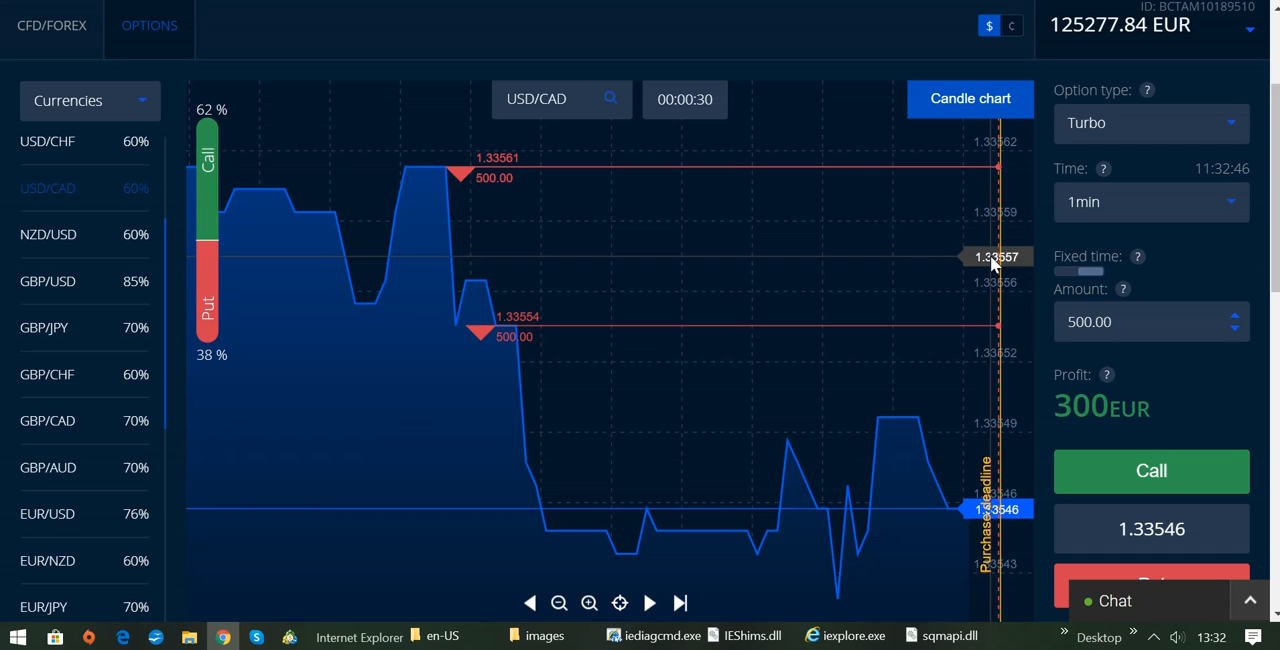 CFD/FOREX
OPTIONS
$
¢
ID: BCTAM10189510
125277.84 EUR
Currencies
USD/CHF 60%
USD/CAD 60%
NZD/USD 60%
GBP/USD 85%
GBP/JPY 70%
GBP/CHF 60%
GBP/CAD 70%
GBP/AUD 70%
EUR/USD 76%
EUR/NZD 60%
EUR/JPY 70%
62 %
Call
Put
38 %
USD/CAD
00:00:30
Candle chart
1.33561
500.00
1.33554
500.00
1.33562
1.33559
1.33557
1.33556
1.33552
1.33549
1.33546
1.33546
1.33543
Purchase deadline
Option type: ?
Turbo
Time: ? 11:32:46
1min
Fixed time: ?
Amount: ?
500.00
Profit: ?
300EUR
Call
1.33546
Chat
Internet Explorer
en-US
images
iediagcmd.exe
IEShims.dll
iexplore.exe
sqmapi.dll
Desktop
13:32